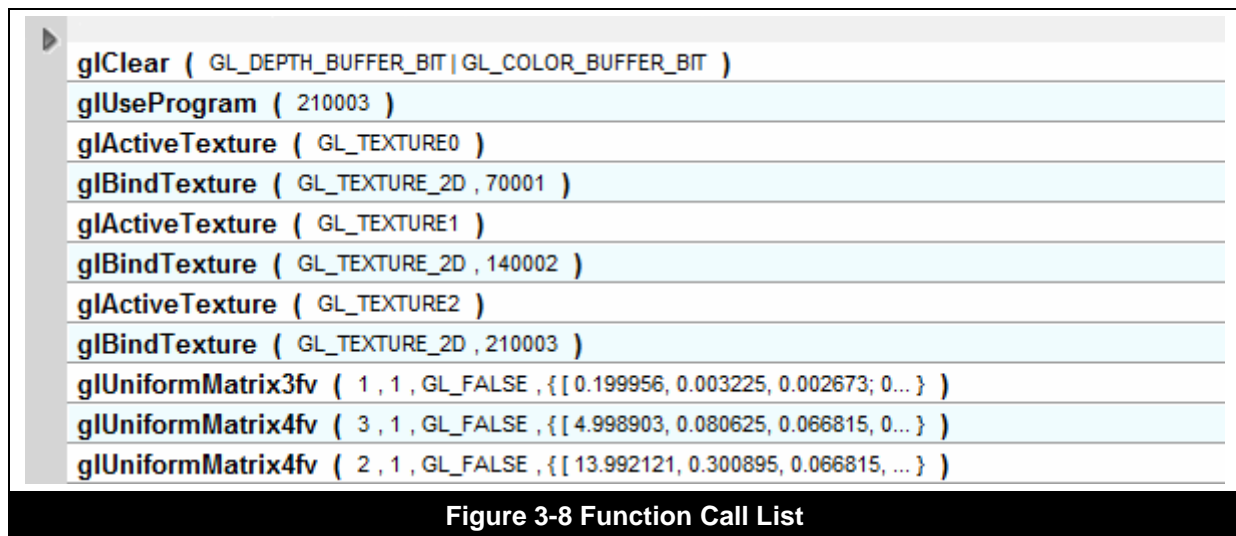 glClear ( GL_DEPTH_BUFFER_BIT|GL_COLOR_BUFFER_BIT )
glUseProgram ( 210003 )
glActiveTexture ( GL_TEXTURE0 )
glBindTexture ( GL_TEXTURE_2D , 70001 )
glActiveTexture ( GL_TEXTURE1 )
glBindTexture ( GL_TEXTURE_2D , 140002 )
glActiveTexture ( GL_TEXTURE2 )
glBindTexture ( GL_TEXTURE_2D , 210003 )
glUniformMatrix3fv ( 1 , 1 , GL_FALSE , { [ 0.199956, 0.003225, 0.002673; 0... } )
glUniformMatrix4fv ( 3 , 1 , GL_FALSE , { [ 4.998903, 0.080625, 0.066815, 0... } )
glUniformMatrix4fv ( 2 , 1 , GL_FALSE , { [ 13.992121, 0.300895, 0.066815, ... } )
Figure 3-8 Function Call List